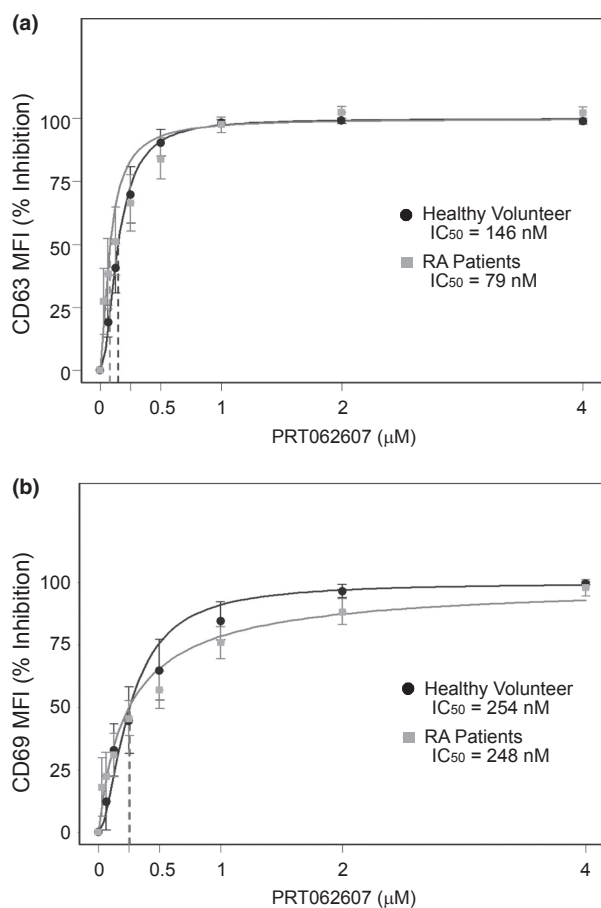 (a)
CD63 MFI (% Inhibition)
100
75
50
25
0
Healthy Volunteer
IC50 = 146 nM
RA Patients
IC50 = 79 nM
0 0.5 1 2 4
PRT062607 (μM)
(b)
CD69 MFI (% Inhibition)
100
75
50
25
0
Healthy Volunteer
IC50 = 254 nM
RA Patients
IC50 = 248 nM
0 0.5 1 2 4
PRT062607 (μM)